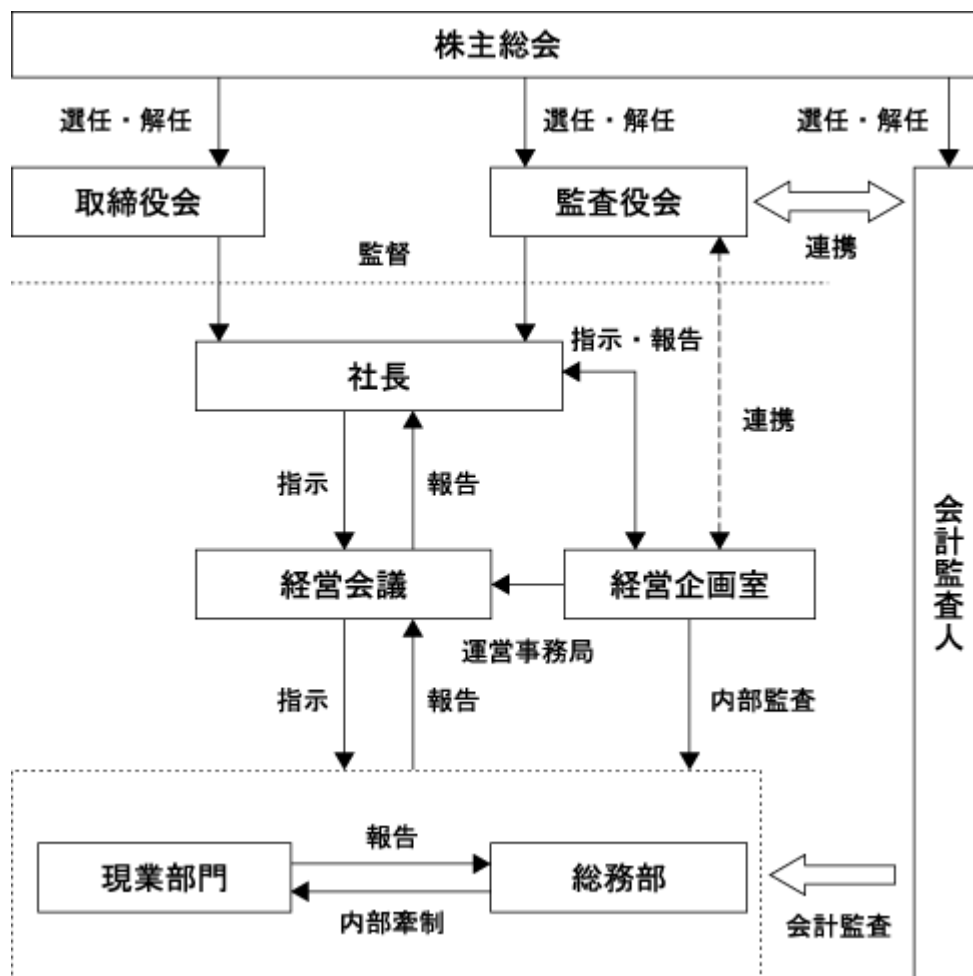 株主総会
選任・解任
選任・解任
選任・解任
取締役会
監査役会
連携
監督
社長
指示・報告
連携
指示
報告
会計監査人
経営会議
経営企画室
運営事務局
指示
報告
内部監査
報告
現業部門
総務部
内部牽制
会計監査